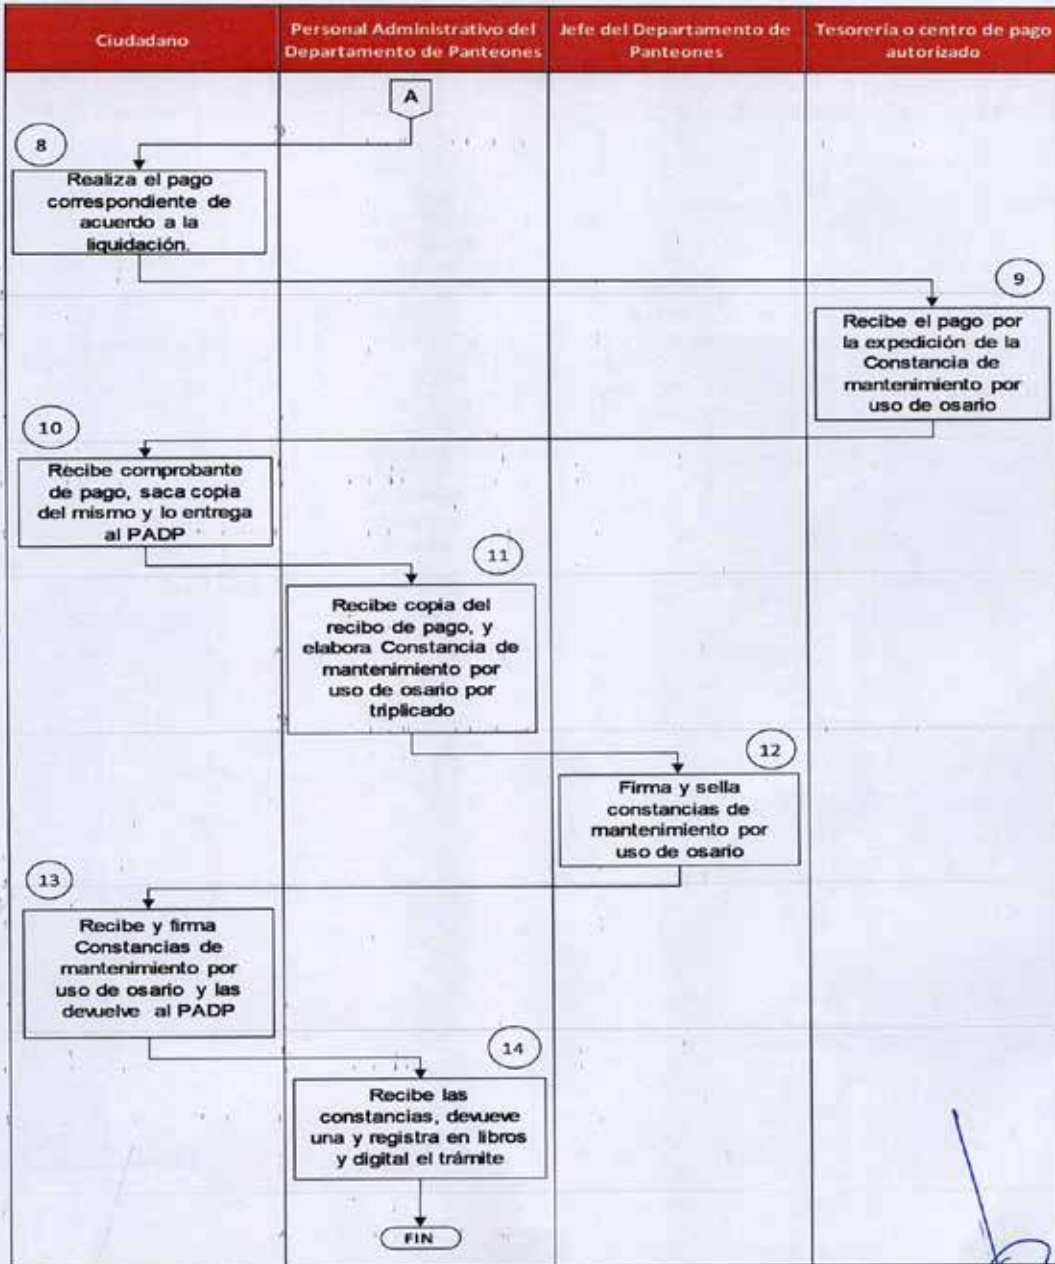 Ciudadano
Personal Administrativo del
Departamento de Panteones
Jefe del Departamento de
Panteones
Tesorería o centro de pago
autorizado
A
8
Realiza el pago
correspondiente de
acuerdo a la
liquidación.
9
Recibe el pago por
la expedición de la
Constancia de
mantenimiento por
uso de osario
10
Recibe comprobante
de pago, saca copia
del mismo y lo entrega
al PADP
11
Recibe copia del
recibo de pago, y
elabora Constancia de
mantenimiento por
uso de osario por
triplicado
12
Firma y sella
constancias de
mantenimiento por
uso de osario
13
Recibe y firma
Constancias de
mantenimiento por
uso de osario y las
devuelve al PADP
14
Recibe las
constancias, devueve
una y registra en libros
y digital el trámite
FIN